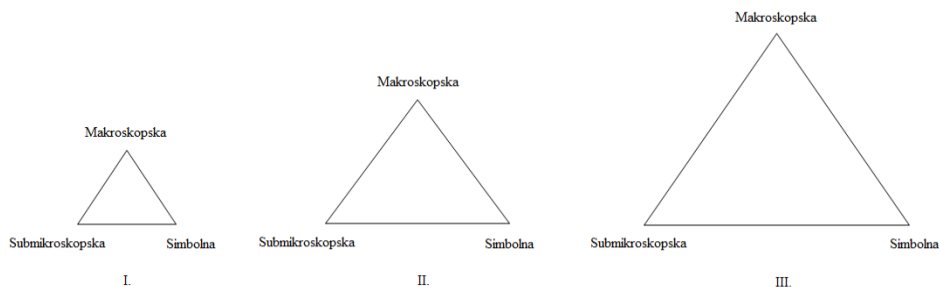 Makroskopska
Submikroskopska
Simbolna
I.
Makroskopska
Submikroskopska
Simbolna
II.
Makroskopska
Submikroskopska
Simbolna
III.